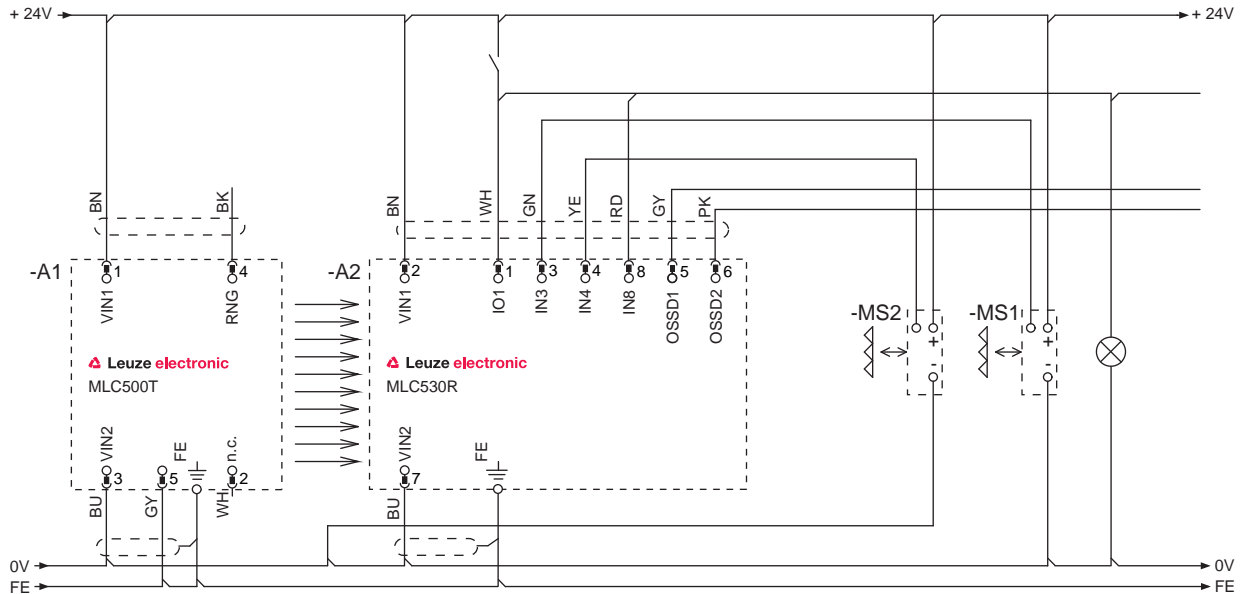 + 24V
+ 24V
BN
BK
BN
WH
GN
YE
RD
GY
PK
-A1
1
4
-A2
2
1
3
4
8
5
6
VIN1
RNG
VIN1
IO1
IN3
IN4
IN8
OSSD1
OSSD2
-MS2
-MS1
+
+
-
-
Leuze electronic
MLC500T
Leuze electronic
MLC530R
VIN2
FE
n.c.
VIN2
FE
3
5
2
7
BU
GY
WH
BU
0V
0V
FE
FE